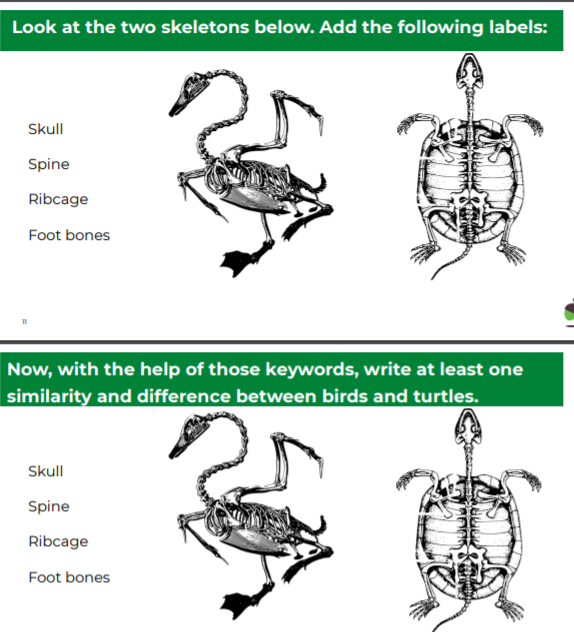 Look at the two skeletons below. Add the following labels:
Skull
Spine
Ribcage
Foot bones
11
Now, with the help of those keywords, write at least one
similarity and difference between birds and turtles.
Skull
Spine
Ribcage
Foot bones